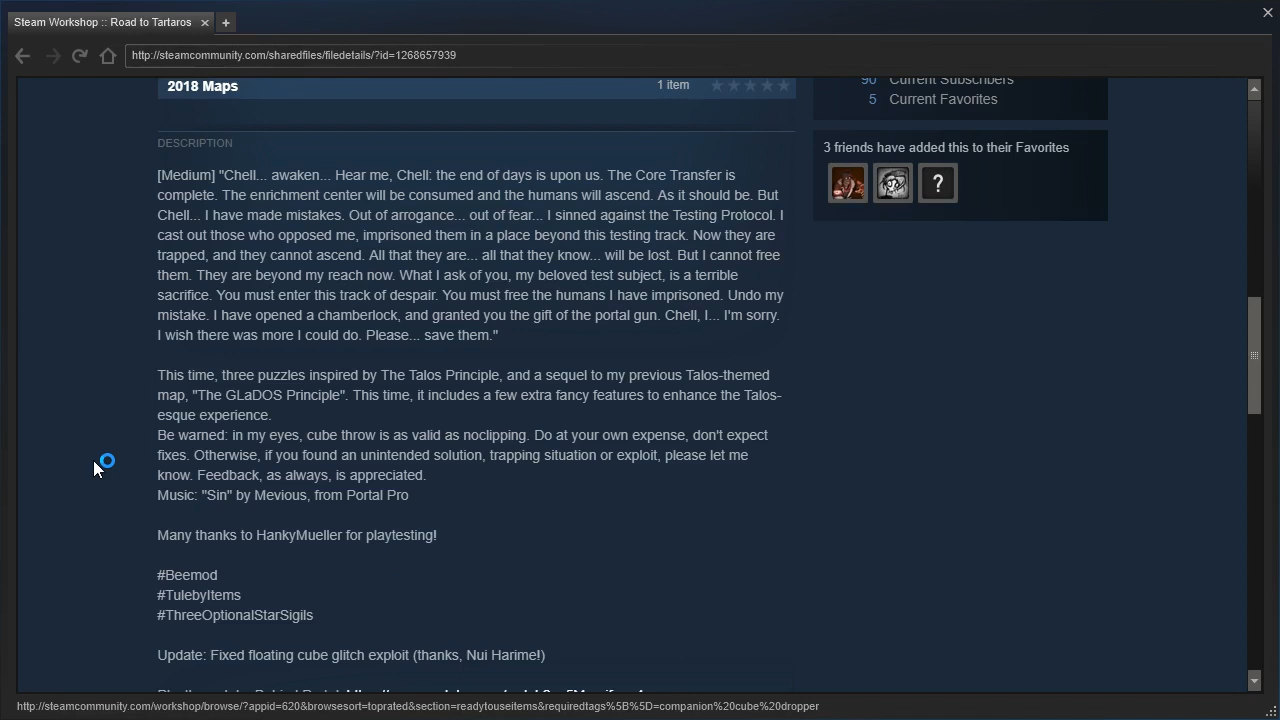 Steam Workshop :: Road to Tartaros
http://steamcommunity.com/sharedfiles/filedetails/?id=1268657939
2018 Maps 1 item
90 Current Subscribers
5 Current Favorites
DESCRIPTION
3 friends have added this to their Favorites
?
[Medium] "Chell... awaken... Hear me, Chell: the end of days is upon us. The Core Transfer is
complete. The enrichment center will be consumed and the humans will ascend. As it should be. But
Chell... I have made mistakes. Out of arrogance... out of fear... I sinned against the Testing Protocol. I
cast out those who opposed me, imprisoned them in a place beyond this testing track. Now they are
trapped, and they cannot ascend. All that they are... all that they know... will be lost. But I cannot free
them. They are beyond my reach now. What I ask of you, my beloved test subject, is a terrible
sacrifice. You must enter this track of despair. You must free the humans I have imprisoned. Undo my
mistake. I have opened a chamberlock, and granted you the gift of the portal gun. Chell, I... I'm sorry.
I wish there was more I could do. Please... save them."
This time, three puzzles inspired by The Talos Principle, and a sequel to my previous Talos-themed
map, "The GLaDOS Principle". This time, it includes a few extra fancy features to enhance the Talos-
esque experience.
Be warned: in my eyes, cube throw is as valid as noclipping. Do at your own expense, don't expect
fixes. Otherwise, if you found an unintended solution, trapping situation or exploit, please let me
know. Feedback, as always, is appreciated.
Music: "Sin" by Mevious, from Portal Pro
Many thanks to HankyMueller for playtesting!
#Beemod
#TulebyItems
#ThreeOptionalStarSigils
Update: Fixed floating cube glitch exploit (thanks, Nui Harime!)
http://steamcommunity.com/workshop/browse/?appid=620&browsesort=toprated&section=readytouseitems&requiredtags%5B%5D=companion%20cube%20dropper